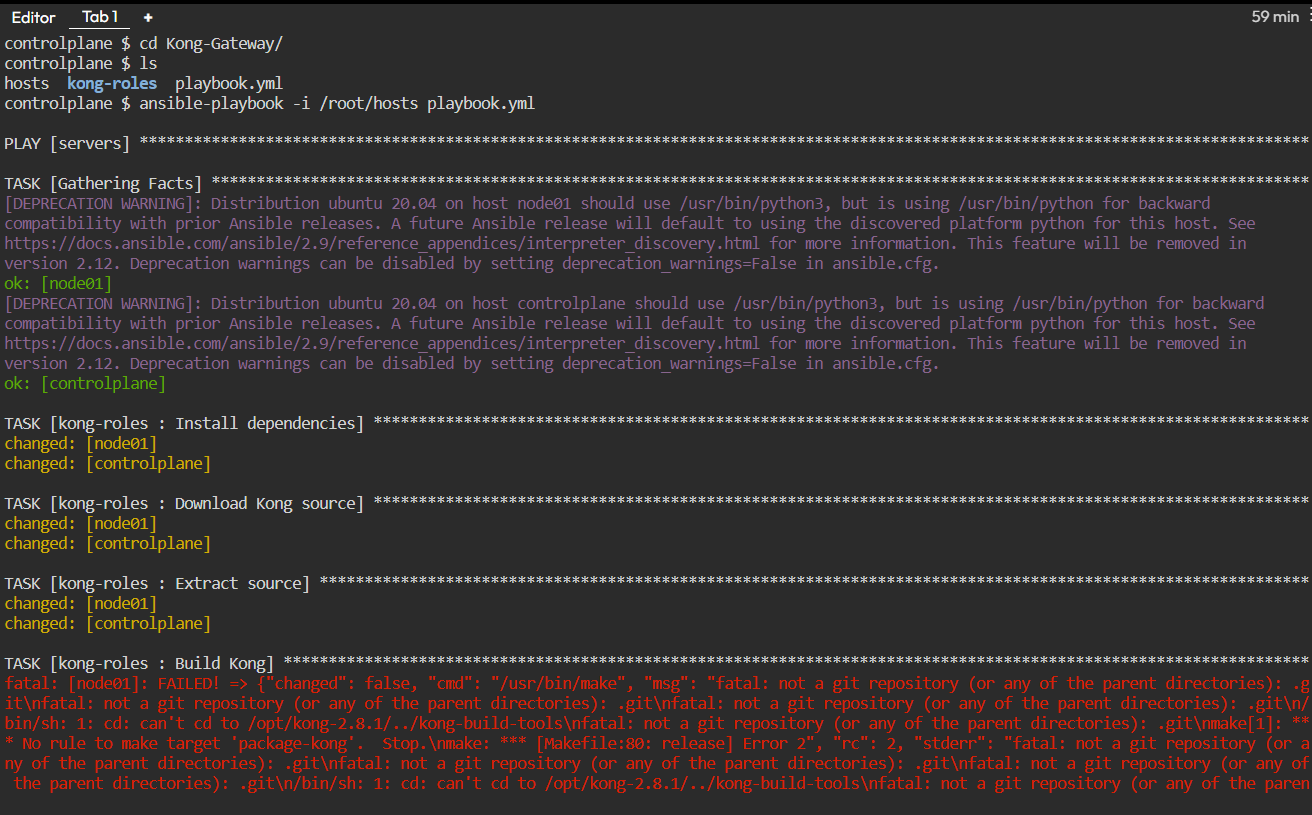 Editor Tab 1 + 59 min
controlplane $ cd Kong-Gateway/
controlplane $ ls
hosts  kong-roles  playbook.yml
controlplane $ ansible-playbook -i /root/hosts playbook.yml
PLAY [servers] **********************************************************************************************************************************
TASK [Gathering Facts] **************************************************************************************************************************
[DEPRECATION WARNING]: Distribution ubuntu 20.04 on host node01 should use /usr/bin/python3, but is using /usr/bin/python for backward
compatibility with prior Ansible releases. A future Ansible release will default to using the discovered platform python for this host. See
https://docs.ansible.com/ansible/2.9/reference_appendices/interpreter_discovery.html for more information. This feature will be removed in
version 2.12. Deprecation warnings can be disabled by setting deprecation_warnings=False in ansible.cfg.
ok: [node01]
[DEPRECATION WARNING]: Distribution ubuntu 20.04 on host controlplane should use /usr/bin/python3, but is using /usr/bin/python for backward
compatibility with prior Ansible releases. A future Ansible release will default to using the discovered platform python for this host. See
https://docs.ansible.com/ansible/2.9/reference_appendices/interpreter_discovery.html for more information. This feature will be removed in
version 2.12. Deprecation warnings can be disabled by setting deprecation_warnings=False in ansible.cfg.
ok: [controlplane]
TASK [kong-roles : Install dependencies] ********************************************************************************************************
changed: [node01]
changed: [controlplane]
TASK [kong-roles : Download Kong source] ********************************************************************************************************
changed: [node01]
changed: [controlplane]
TASK [kong-roles : Extract source] **************************************************************************************************************
changed: [node01]
changed: [controlplane]
TASK [kong-roles : Build Kong] ******************************************************************************************************************
fatal: [node01]: FAILED! => {"changed": false, "cmd": "/usr/bin/make", "msg": "fatal: not a git repository (or any of the parent directories): .g
it\nfatal: not a git repository (or any of the parent directories): .git\nfatal: not a git repository (or any of the parent directories): .git\n/
bin/sh: 1: cd: can't cd to /opt/kong-2.8.1/../kong-build-tools\nfatal: not a git repository (or any of the parent directories): .git\nmake[1]: **
* No rule to make target 'package-kong'.  Stop.\nmake: *** [Makefile:80: release] Error 2", "rc": 2, "stderr": "fatal: not a git repository (or a
ny of the parent directories): .git\nfatal: not a git repository (or any of the parent directories): .git\nfatal: not a git repository (or any of
 the parent directories): .git\n/bin/sh: 1: cd: can't cd to /opt/kong-2.8.1/../kong-build-tools\nfatal: not a git repository (or any of the paren